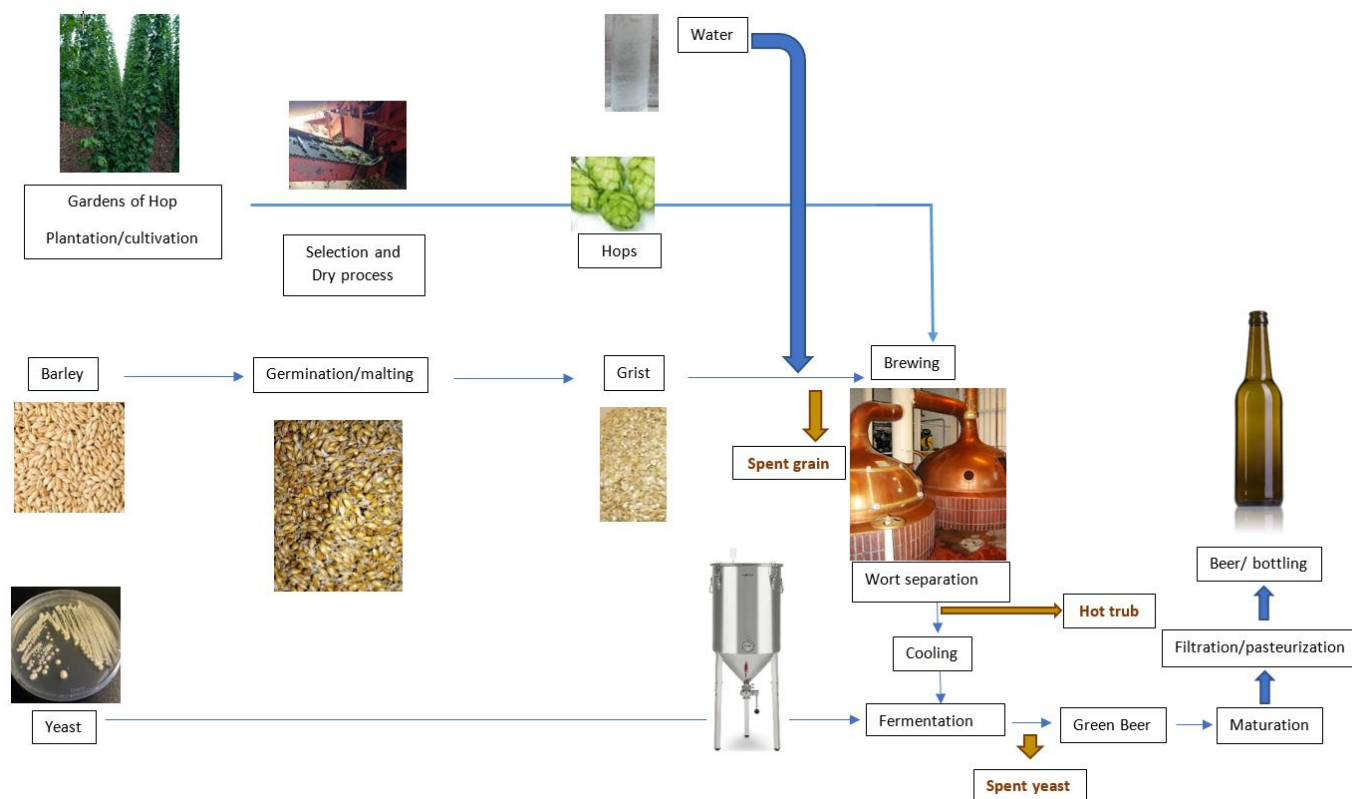 Water
Gardens of Hop
Plantation/cultivation
Selection and
Dry process
Hops
Barley
Germination/malting
Grist
Brewing
Spent grain
Wort separation
Beer/ bottling
Hot trub
Cooling
Filtration/pasteurization
Yeast
Fermentation
Green Beer
Maturation
Spent yeast